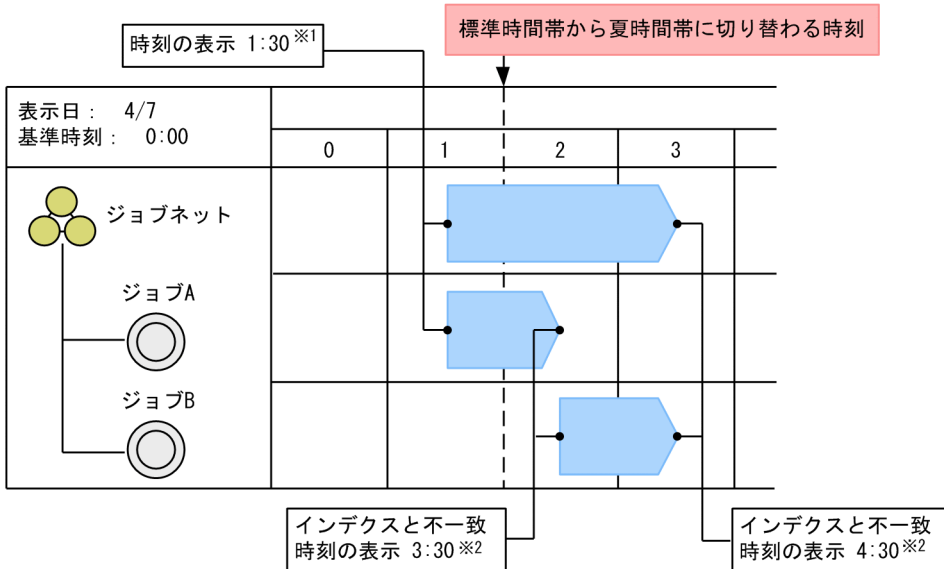 標準時間帯から夏時間帯に切り替わる時刻
時刻の表示 1:30※1
表示日： 4/7
基準時刻： 0:00
0 1 2 3
ジョブネット
ジョブA
ジョブB
インデクスと不一致
時刻の表示 3:30※2
インデクスと不一致
時刻の表示 4:30※2